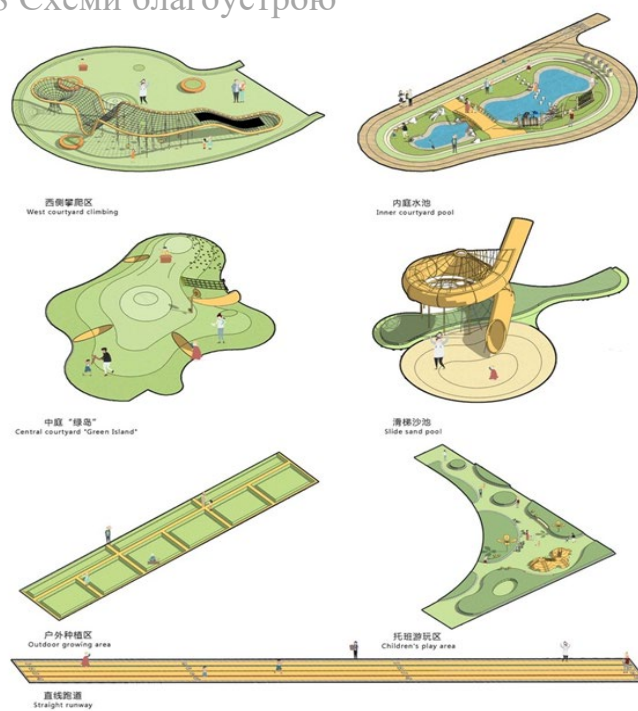 Схеми благоустрою
西侧攀爬区
West courtyard climbing
内庭水池
Inner courtyard pool
中庭“绿岛”
Central courtyard "Green Island"
滑梯沙池
Slide sand pool
户外种植区
Outdoor growing area
托班游玩区
Children's play area
直线跑道
Straight runway